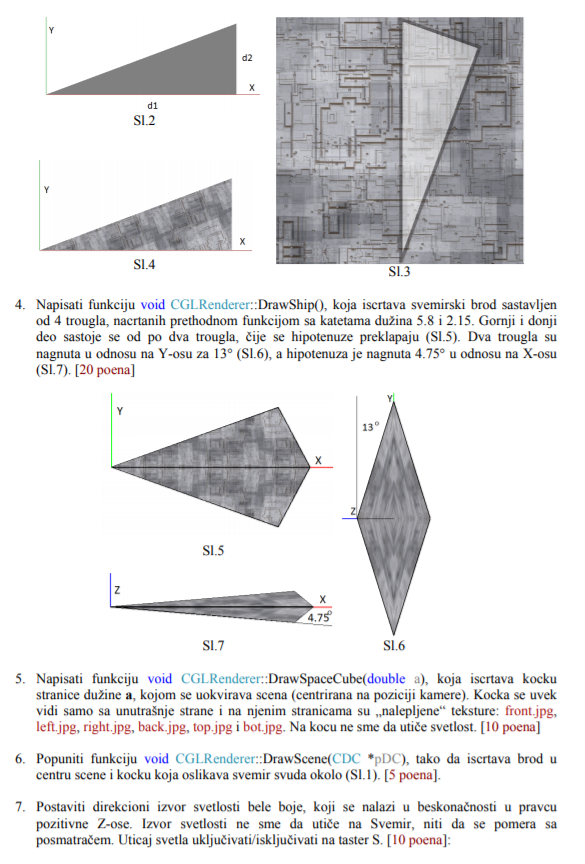 Y
d2
X
d1
Sl.2
Y
X
Sl.4
Sl.3
4. Napisati funkciju void CGLRenderer::DrawShip(), koja iscrtava svemirski brod sastavljen
od 4 trougla, nacrtanih prethodnom funkcijom sa katetama dužina 5.8 i 2.15. Gornji i donji
deo sastoje se od po dva trougla, čije se hipotenuze preklapaju (Sl.5). Dva trougla su
nagnuta u odnosu na Y-osu za 13° (Sl.6), a hipotenuza je nagnuta 4.75° u odnosu na X-osu
(Sl.7). [20 poena]
Y
X
Sl.5
Y
13°
Z
Sl.6
Z
X
4.75°
Sl.7
5. Napisati funkciju void CGLRenderer::DrawSpaceCube(double a), koja iscrtava kocku
stranice dužine a, kojom se uokvirava scena (centrirana na poziciji kamere). Kocka se uvek
vidi samo sa unutrašnje strane i na njenim stranicama su „nalepljene“ teksture: front.jpg,
left.jpg, right.jpg, back.jpg, top.jpg i bot.jpg. Na kocu ne sme da utiče svetlost. [10 poena]
6. Popuniti funkciju void CGLRenderer::DrawScene(CDC *pDC), tako da iscrtava brod u
centru scene i kocku koja oslikava svemir svuda okolo (Sl.1). [5 poena].
7. Postaviti direkcioni izvor svetlosti bele boje, koji se nalazi u beskonačnosti u pravcu
pozitivne Z-ose. Izvor svetlosti ne sme da utiče na Svemir, niti da se pomera sa
posmatračem. Uticaj svetla uključivati/isključivati na taster S. [10 poena]: